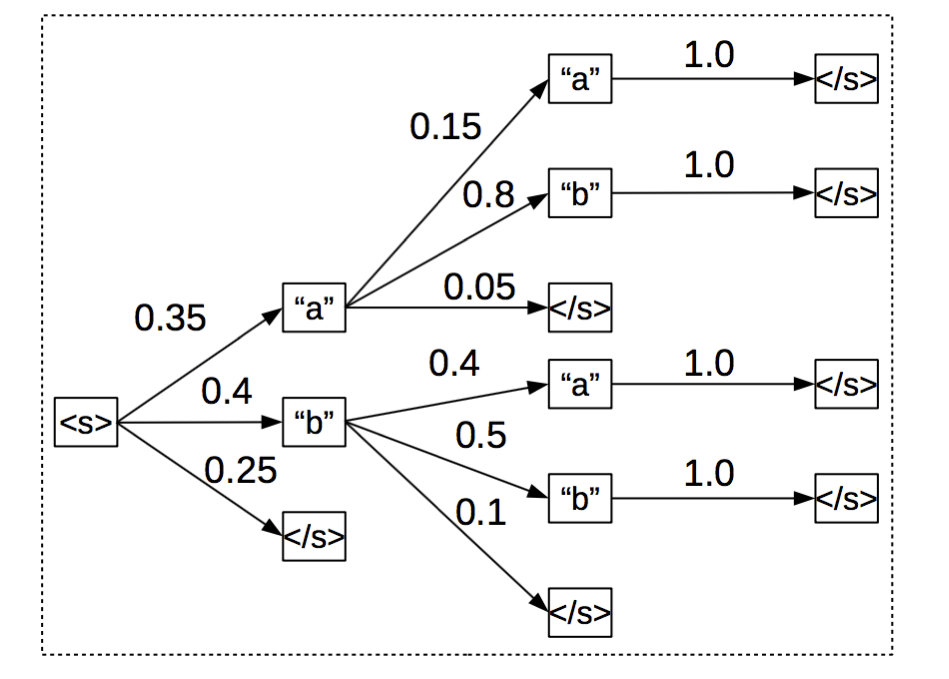 1.0
“a”
</s>
0.15
1.0
0.8
“b”
</s>
0.05
0.35
“a”
</s>
0.4
1.0
0.4
“a”
</s>
<s>
“b”
0.5
0.25
1.0
“b”
</s>
0.1
</s>
</s>